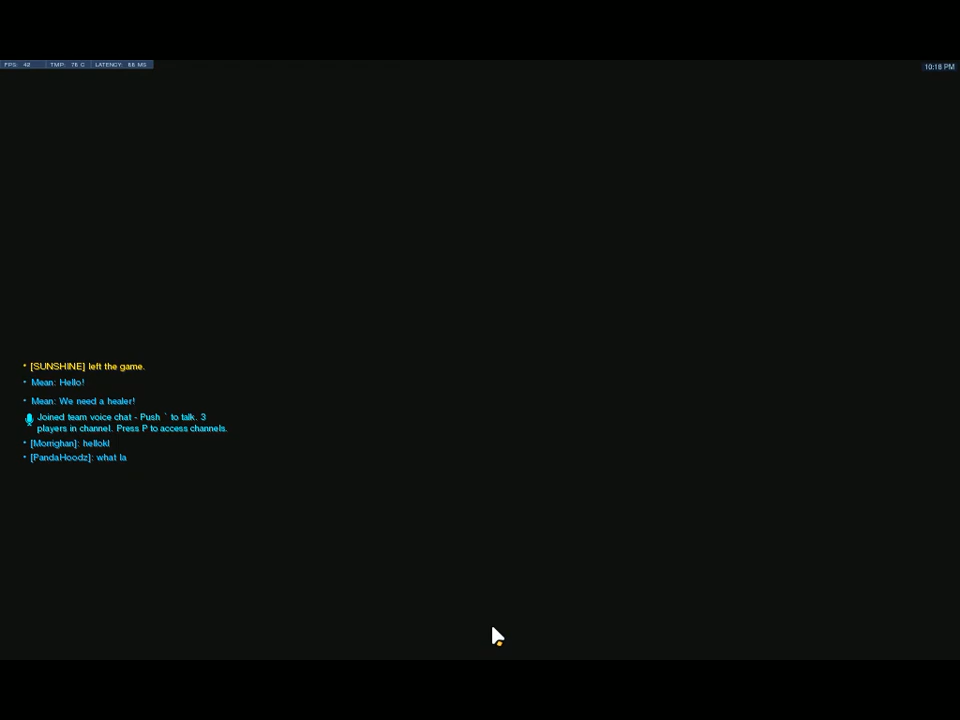 FPS: 42 TMP: 76 C LATENCY: 88 MS
10:18 PM
[SUNSHINE] left the game.
Mean: Hello!
Mean: We need a healer!
Joined team voice chat - Push ` to talk. 3
players in channel. Press P to access channels.
[Morrighan]: hellok!
[PandaHoodz]: what la